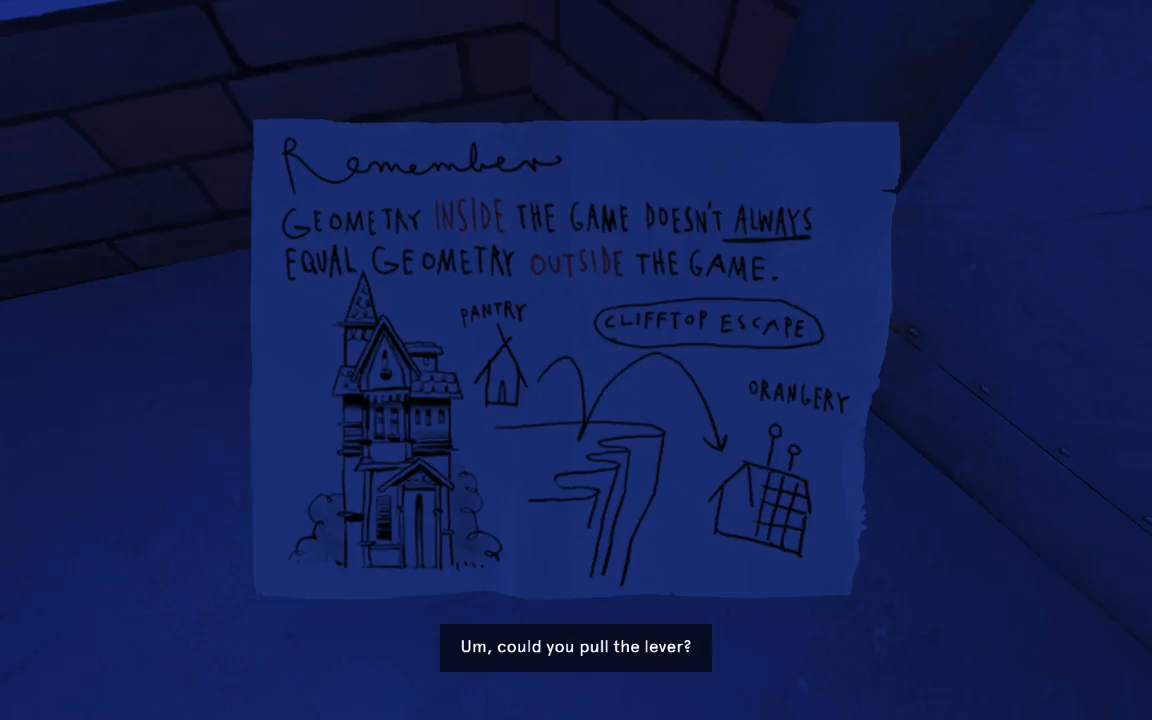 Remember
GEOMETRY INSIDE THE GAME DOESN'T ALWAYS
EQUAL GEOMETRY OUTSIDE THE GAME.
PANTRY
CLIFFTOP ESCAPE
ORANGERY
Um, could you pull the lever?